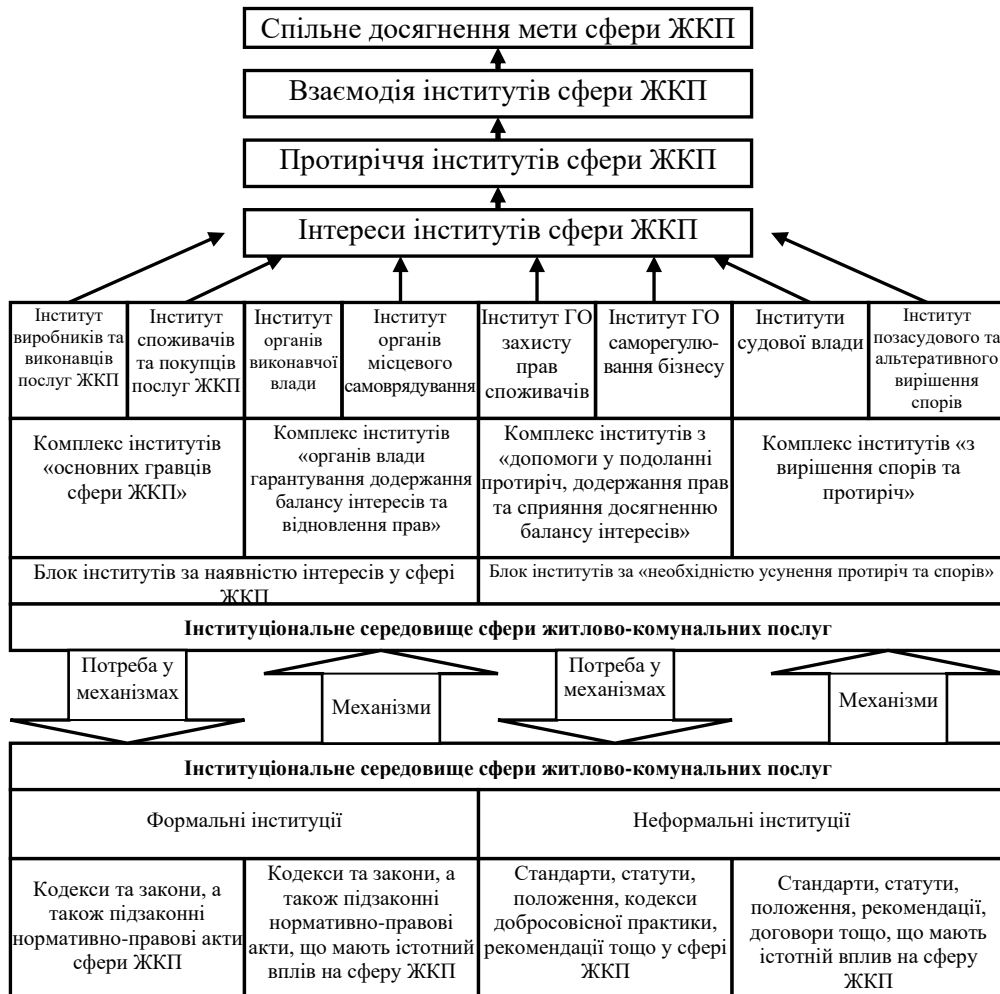 Спільне досягнення мети сфери ЖКП
Взаємодія інститутів сфери ЖКП
Протиріччя інститутів сфери ЖКП
Інтереси інститутів сфери ЖКП
Інститут
виробників та
виконавців
послуг ЖКП
Інститут
споживачів
та покупців
послуг ЖКП
Інститут
органів
виконавчої
влади
Інститут
органів
місцевого
самоврядування
Інститут ГО
захисту
прав
споживачів
Інститут ГО
саморегулю-
вання бізнесу
Інститути
судової влади
Інститут
позасудового та
альтеративного
вирішення
спорів
Комплекс інститутів
«основних гравців
сфери ЖКП»
Комплекс інститутів
«органів влади
гарантування додержання
балансу інтересів та
відновлення прав»
Комплекс інститутів з
«допомоги у подоланні
протиріч, додержання прав
та сприяння досягненню
балансу інтересів»
Комплекс інститутів «з
вирішення спорів та
протиріч»
Блок інститутів за наявністю інтересів у сфері
ЖКП
Блок інститутів за «необхідністю усунення протиріч та спорів»
Інституціональне середовище сфери житлово-комунальних послуг
Потреба у
механізмах
Механізми
Потреба у
механізмах
Механізми
Інституціональне середовище сфери житлово-комунальних послуг
Формальні інституції
Неформальні інституції
Кодекси та закони, а
також підзаконні
нормативно-правові акти
сфери ЖКП
Кодекси та закони, а
також підзаконні
нормативно-правові
акти, що мають істотний
вплів на сферу ЖКП
Стандарти, статути,
положення, кодекси
добросовісної практики,
рекомендації тощо у сфері
ЖКП
Стандарти, статути,
положення, рекомендації,
договори тощо, що мають
істотній вплив на сферу
ЖКП